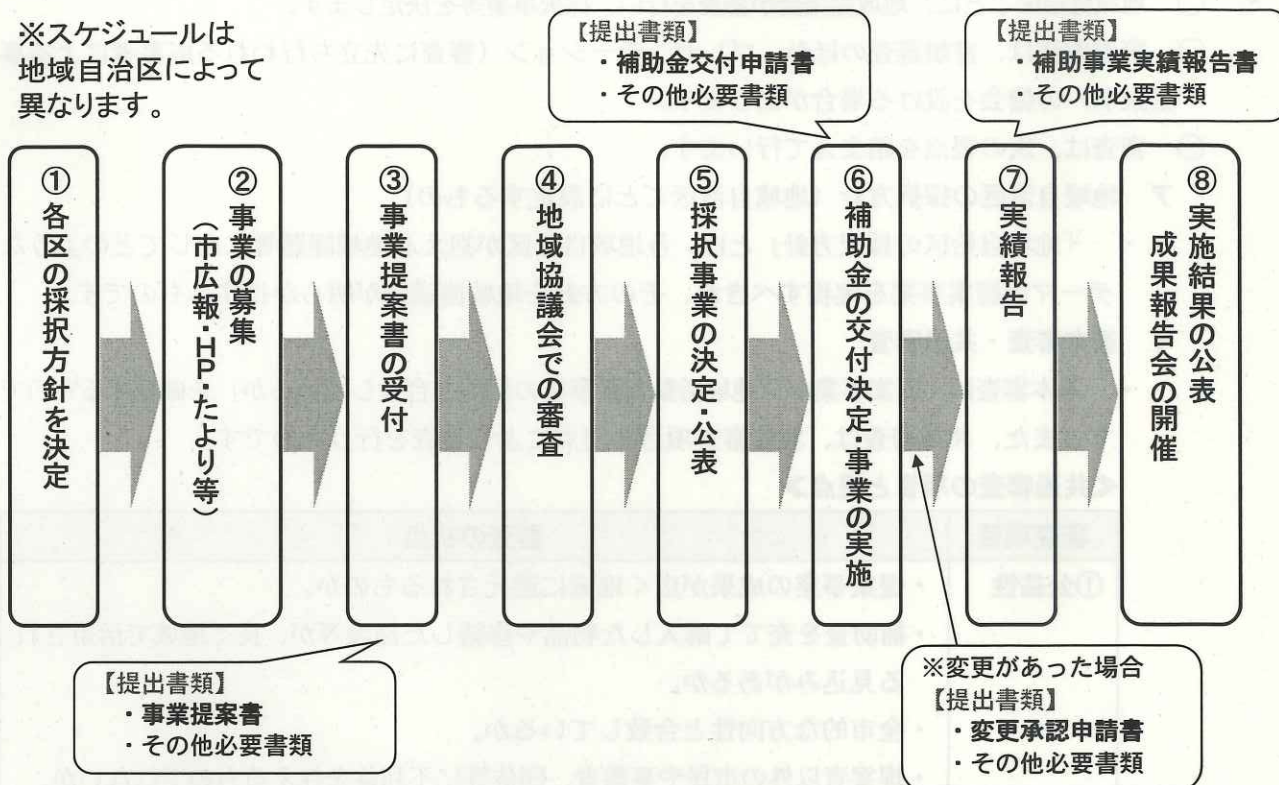 ※スケジュールは
地域自治区によって
異なります。
【提出書類】
・補助金交付申請書
・その他必要書類
【提出書類】
・補助事業実績報告書
・その他必要書類
①各区の採択方針を決定
②事業の募集
（市広報・HP・たより等）
③事業提案書の受付
④地域協議会での審査
⑤採択事業の決定・公表
⑥補助金の交付決定・事業の実施
⑦実績報告
⑧実施結果の公表
成果報告会の開催
【提出書類】
・事業提案書
・その他必要書類
※変更があった場合
【提出書類】
・変更承認申請書
・その他必要書類